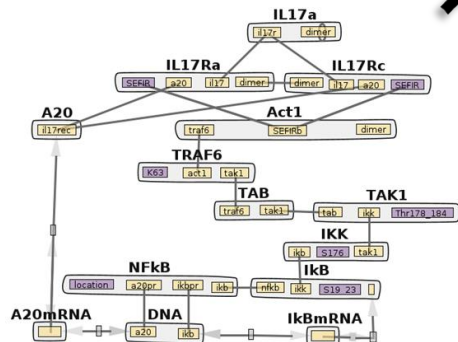 IL17a
il17r dimer
IL17Ra IL17Rc
SEFIR a20 il17 dimer dimer il17 a20 SEFIR
A20 Act1
il17rec traf6 SEFIRb dimer
TRAF6
K63 act1 tak1
TAB TAK1
traf6 tak1 tab ikk Thr178_184
IKK
ikb S176 tak1
NFkB IkB
location a20pr ikbpr ikb nfkb ikk S19_23
A20mRNA DNA IkBmRNA
a20 ikb